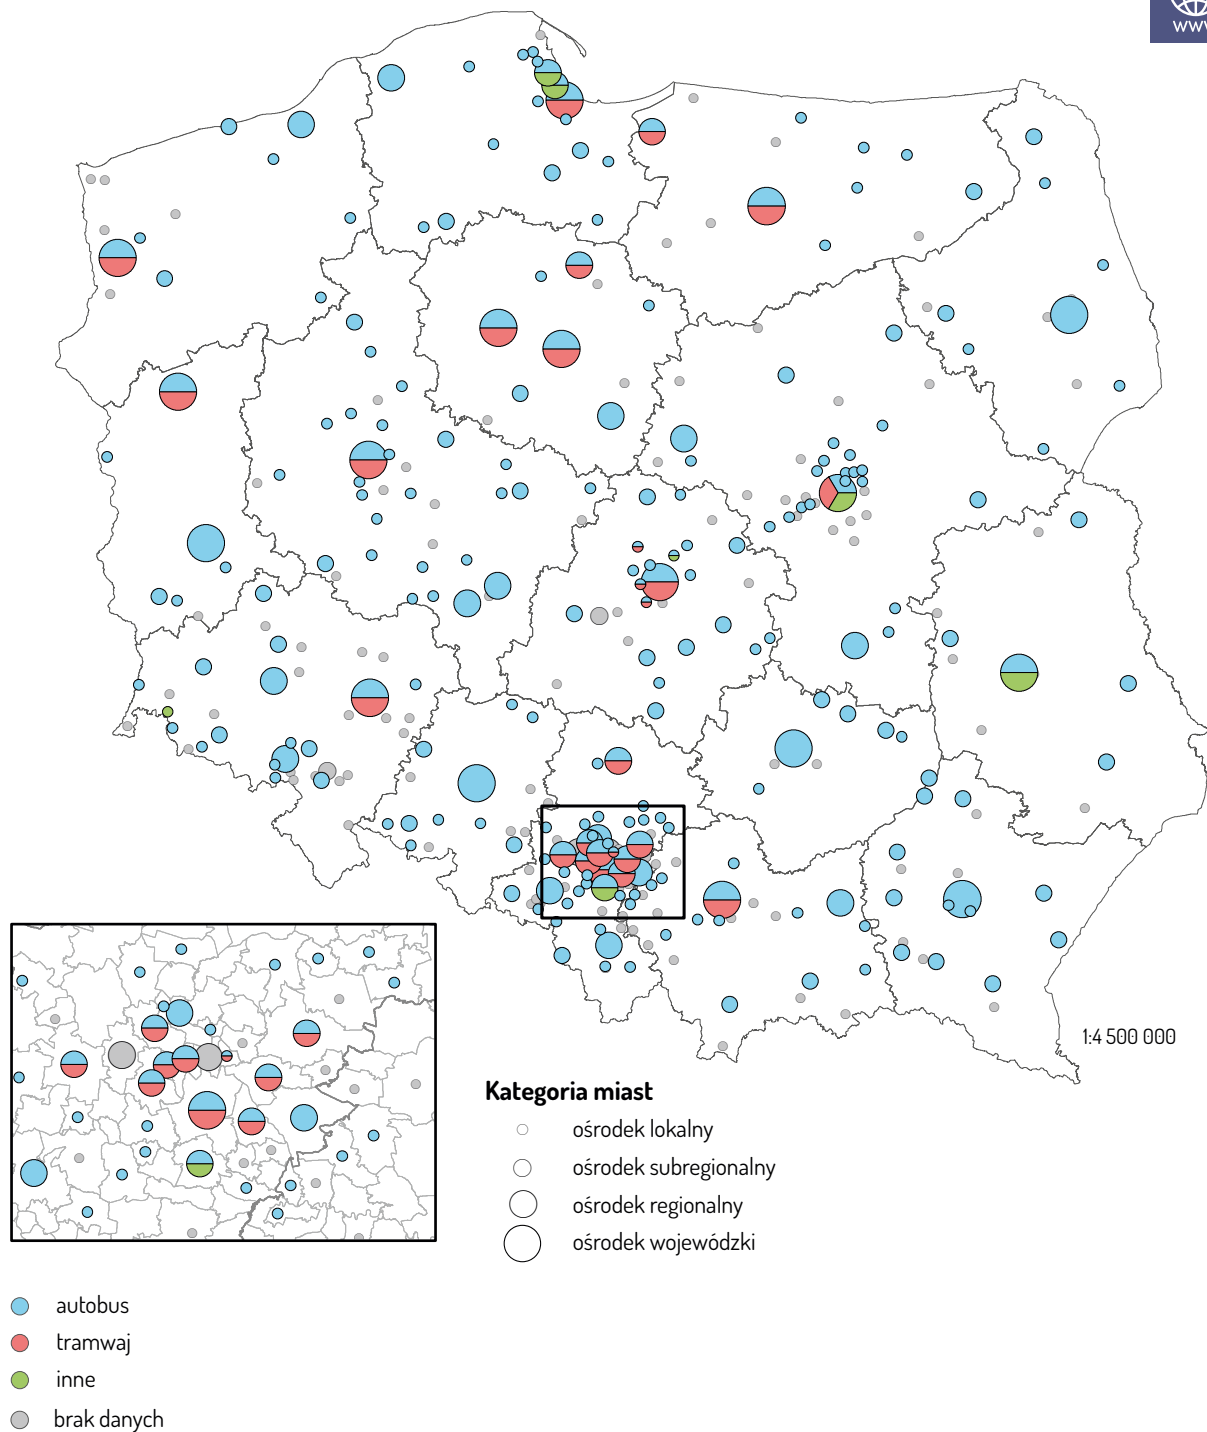 WWW
1:4 500 000
Kategoria miast
ośrodek lokalny
ośrodek subregionalny
ośrodek regionalny
ośrodek wojewódzki
autobus
tramwaj
inne
brak danych